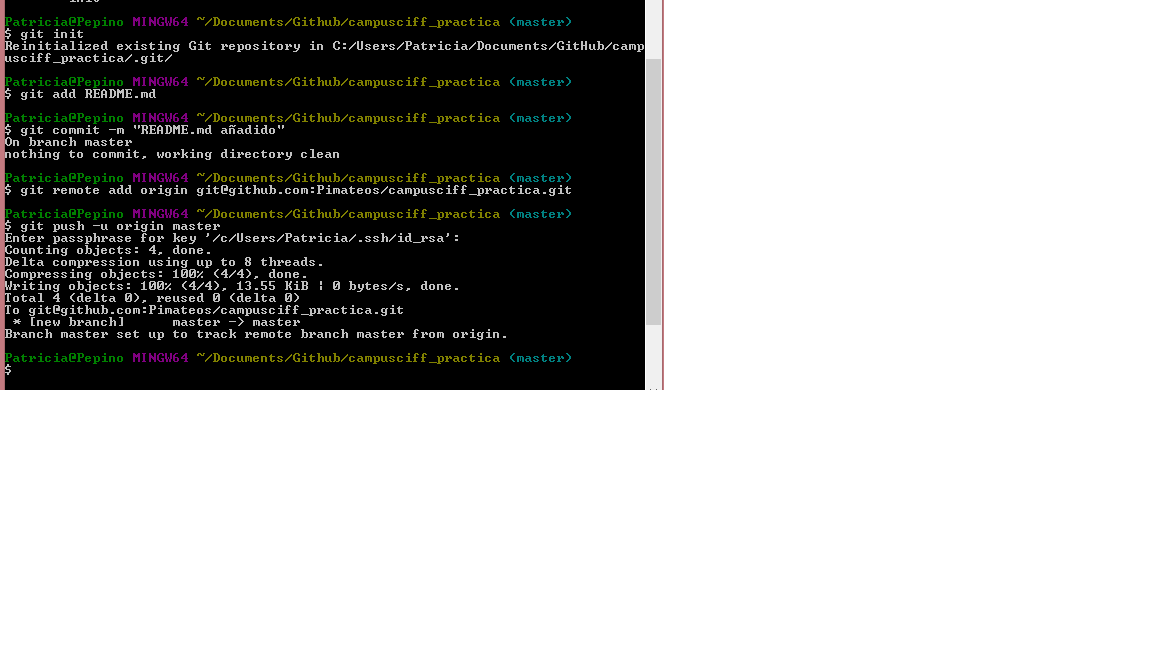 Patricia@Pepino MINGW64 ~/Documents/Github/campusciff_practica (master)
$ git init
Reinitialized existing Git repository in C:/Users/Patricia/Documents/GitHub/camp
usciff_practica/.git/
Patricia@Pepino MINGW64 ~/Documents/Github/campusciff_practica (master)
$ git add README.md
Patricia@Pepino MINGW64 ~/Documents/Github/campusciff_practica (master)
$ git commit -m "README.md añadido"
On branch master
nothing to commit, working directory clean
Patricia@Pepino MINGW64 ~/Documents/Github/campusciff_practica (master)
$ git remote add origin git@github.com:Pimateos/campusciff_practica.git
Patricia@Pepino MINGW64 ~/Documents/Github/campusciff_practica (master)
$ git push -u origin master
Enter passphrase for key '/c/Users/Patricia/.ssh/id_rsa':
Counting objects: 4, done.
Delta compression using up to 8 threads.
Compressing objects: 100% (4/4), done.
Writing objects: 100% (4/4), 13.55 KiB | 0 bytes/s, done.
Total 4 (delta 0), reused 0 (delta 0)
To git@github.com:Pimateos/campusciff_practica.git
 * [new branch]      master -> master
Branch master set up to track remote branch master from origin.
Patricia@Pepino MINGW64 ~/Documents/Github/campusciff_practica (master)
$